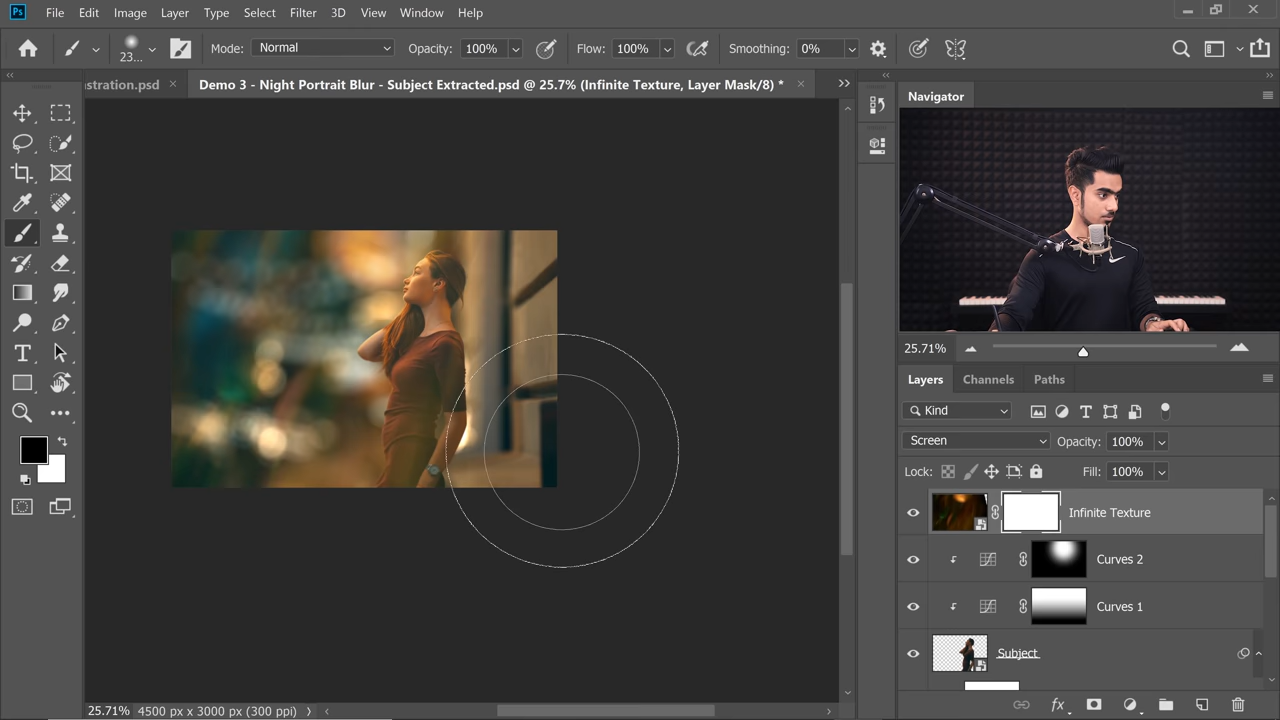 Ps File Edit Image Layer Type Select Filter 3D View Window Help
23... Mode: Normal Opacity: 100% Flow: 100% Smoothing: 0%
stration.psd × Demo 3 - Night Portrait Blur - Subject Extracted.psd @ 25.7% (Infinite Texture, Layer Mask/8) * ×
Navigator
25.71%
Layers Channels Paths
Kind
Screen Opacity: 100%
Lock: Fill: 100%
Infinite Texture
Curves 2
Curves 1
Subject
fx
25.71% 4500 px x 3000 px (300 ppi)